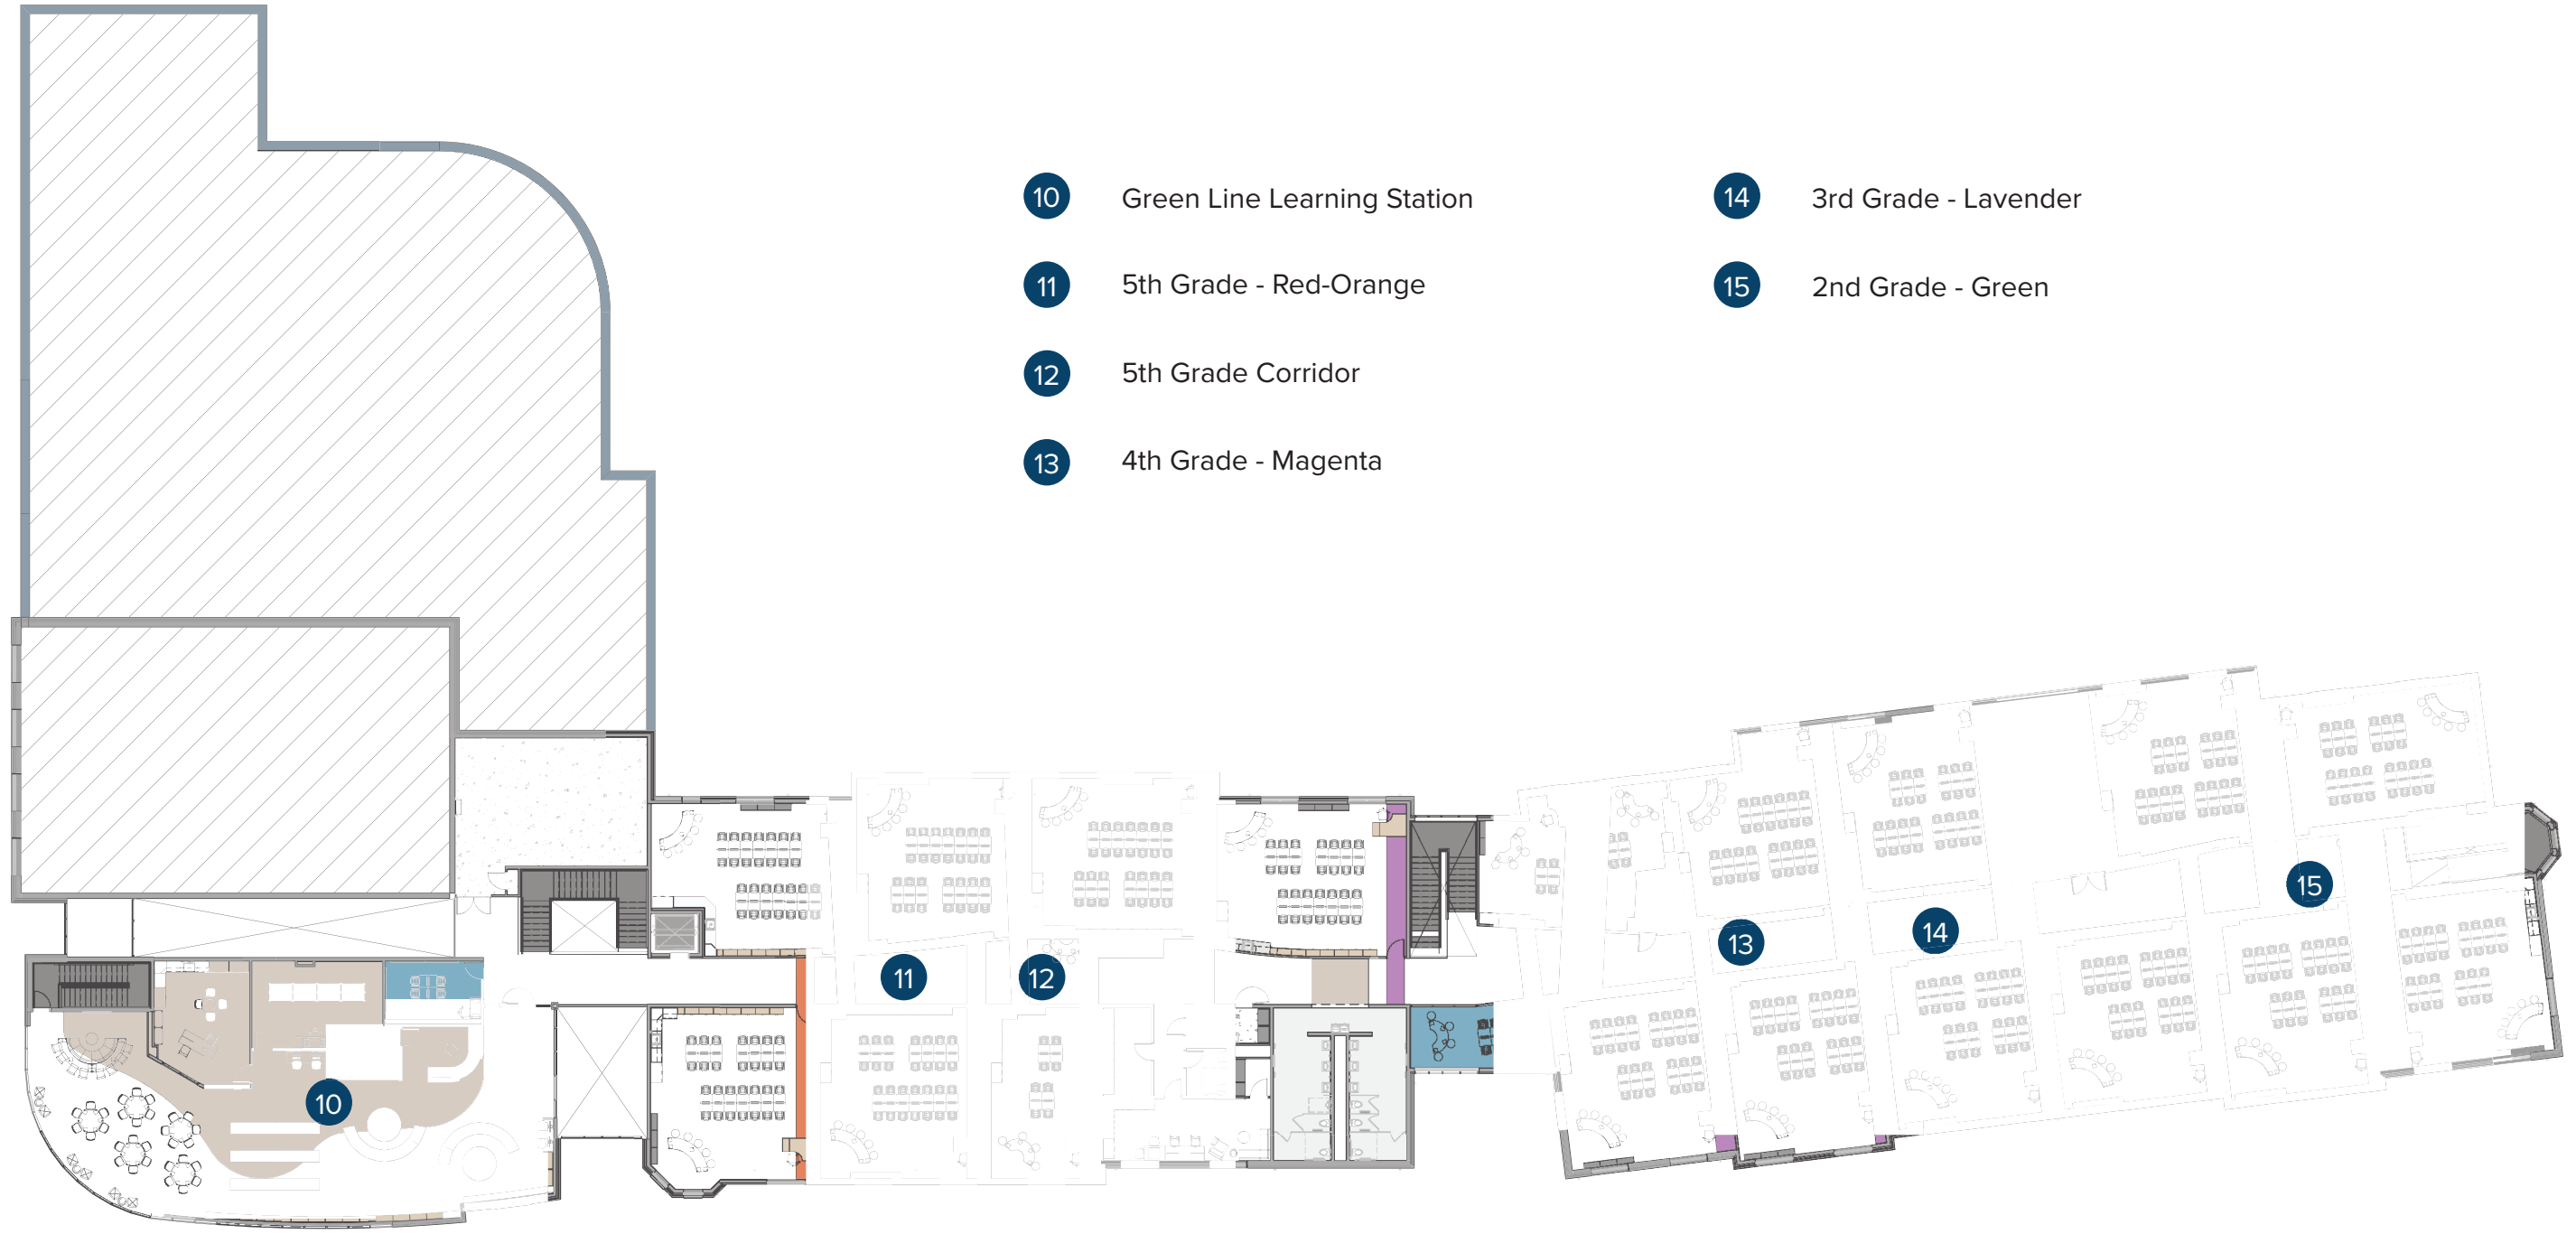 10 Green Line Learning Station
11 5th Grade - Red-Orange
12 5th Grade Corridor
13 4th Grade - Magenta
14 3rd Grade - Lavender
15 2nd Grade - Green
15
14
13
11
12
10